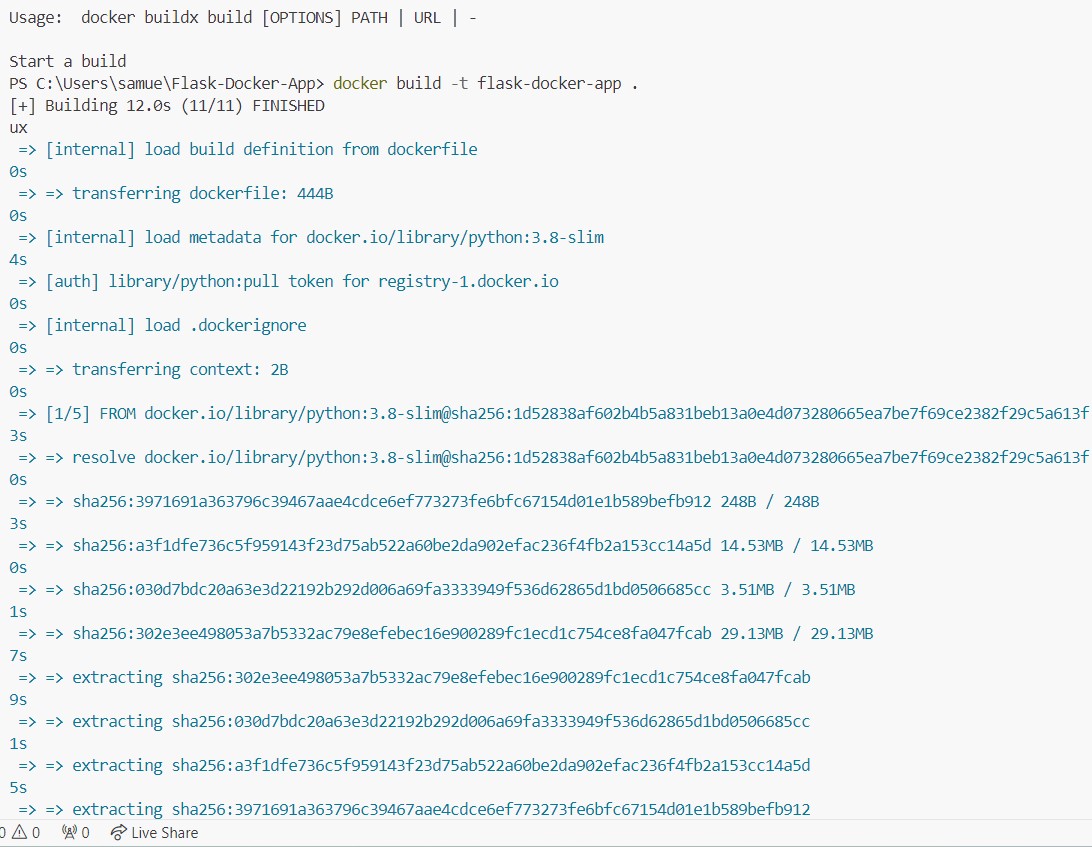 Usage:  docker buildx build [OPTIONS] PATH | URL | -
Start a build
PS C:\Users\samue\Flask-Docker-App> docker build -t flask-docker-app .
[+] Building 12.0s (11/11) FINISHED
ux
=> [internal] load build definition from dockerfile
0s
=> => transferring dockerfile: 444B
0s
=> [internal] load metadata for docker.io/library/python:3.8-slim
4s
=> [auth] library/python:pull token for registry-1.docker.io
0s
=> [internal] load .dockerignore
0s
=> => transferring context: 2B
0s
=> [1/5] FROM docker.io/library/python:3.8-slim@sha256:1d52838af602b4b5a831beb13a0e4d073280665ea7be7f69ce2382f29c5a613f
3s
=> => resolve docker.io/library/python:3.8-slim@sha256:1d52838af602b4b5a831beb13a0e4d073280665ea7be7f69ce2382f29c5a613f
0s
=> => sha256:3971691a363796c39467aae4cdce6ef773273fe6bfc67154d01e1b589befb912 248B / 248B
3s
=> => sha256:a3f1dfe736c5f959143f23d75ab522a60be2da902efac236f4fb2a153cc14a5d 14.53MB / 14.53MB
0s
=> => sha256:030d7bdc20a63e3d22192b292d006a69fa3333949f536d62865d1bd0506685cc 3.51MB / 3.51MB
1s
=> => sha256:302e3ee498053a7b5332ac79e8efebec16e900289fc1ecd1c754ce8fa047fcab 29.13MB / 29.13MB
7s
=> => extracting sha256:302e3ee498053a7b5332ac79e8efebec16e900289fc1ecd1c754ce8fa047fcab
9s
=> => extracting sha256:030d7bdc20a63e3d22192b292d006a69fa3333949f536d62865d1bd0506685cc
1s
=> => extracting sha256:a3f1dfe736c5f959143f23d75ab522a60be2da902efac236f4fb2a153cc14a5d
5s
=> => extracting sha256:3971691a363796c39467aae4cdce6ef773273fe6bfc67154d01e1b589befb912
0 0 0 Live Share